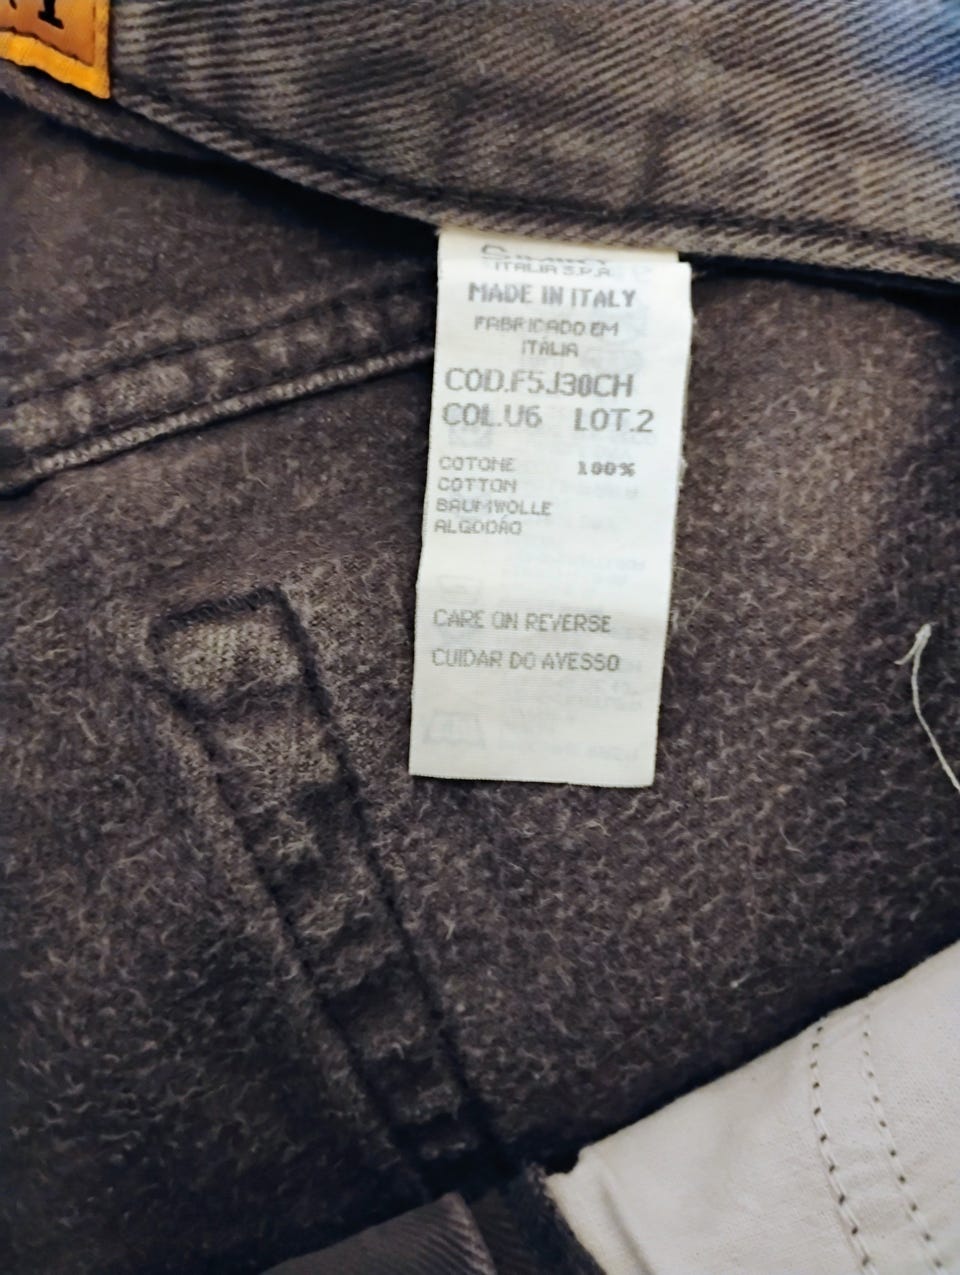 ITALIA S.P.A.
MADE IN ITALY
FABRICADO EM
ITÁLIA
COD.F5J30CH
COL.U6 LOT.2
COTONE 100%
COTTON
BAUMWOLLE
ALGODÃO
CARE ON REVERSE
CUIDAR DO AVESSO